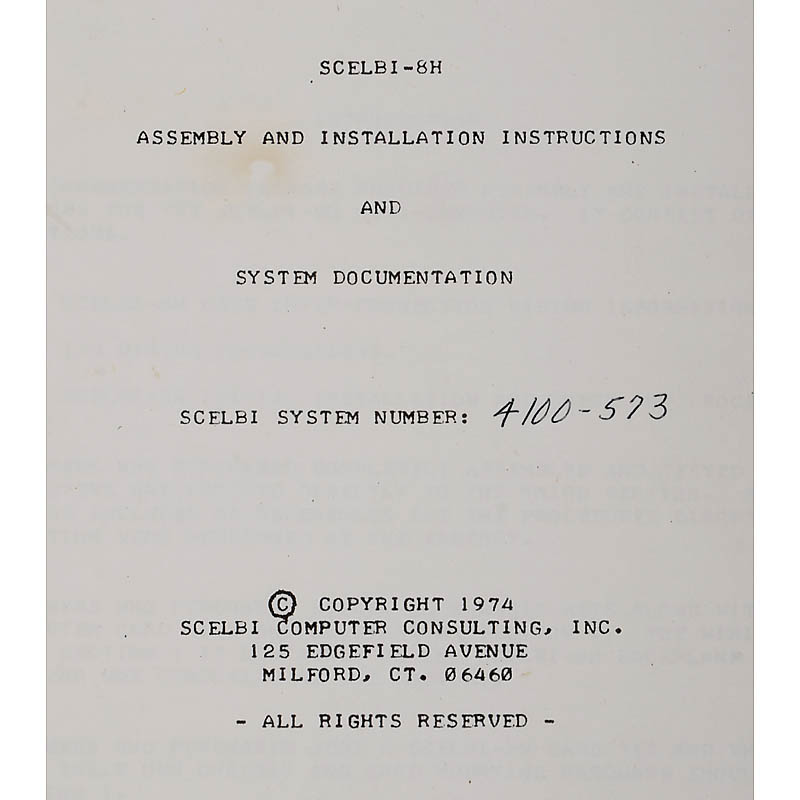 SCELBI-8H
ASSEMBLY AND INSTALLATION INSTRUCTIONS
AND
SYSTEM DOCUMENTATION
SCELBI SYSTEM NUMBER: 4100-573
© COPYRIGHT 1974
SCELBI COMPUTER CONSULTING, INC.
125 EDGEFIELD AVENUE
MILFORD, CT. 06460
- ALL RIGHTS RESERVED -